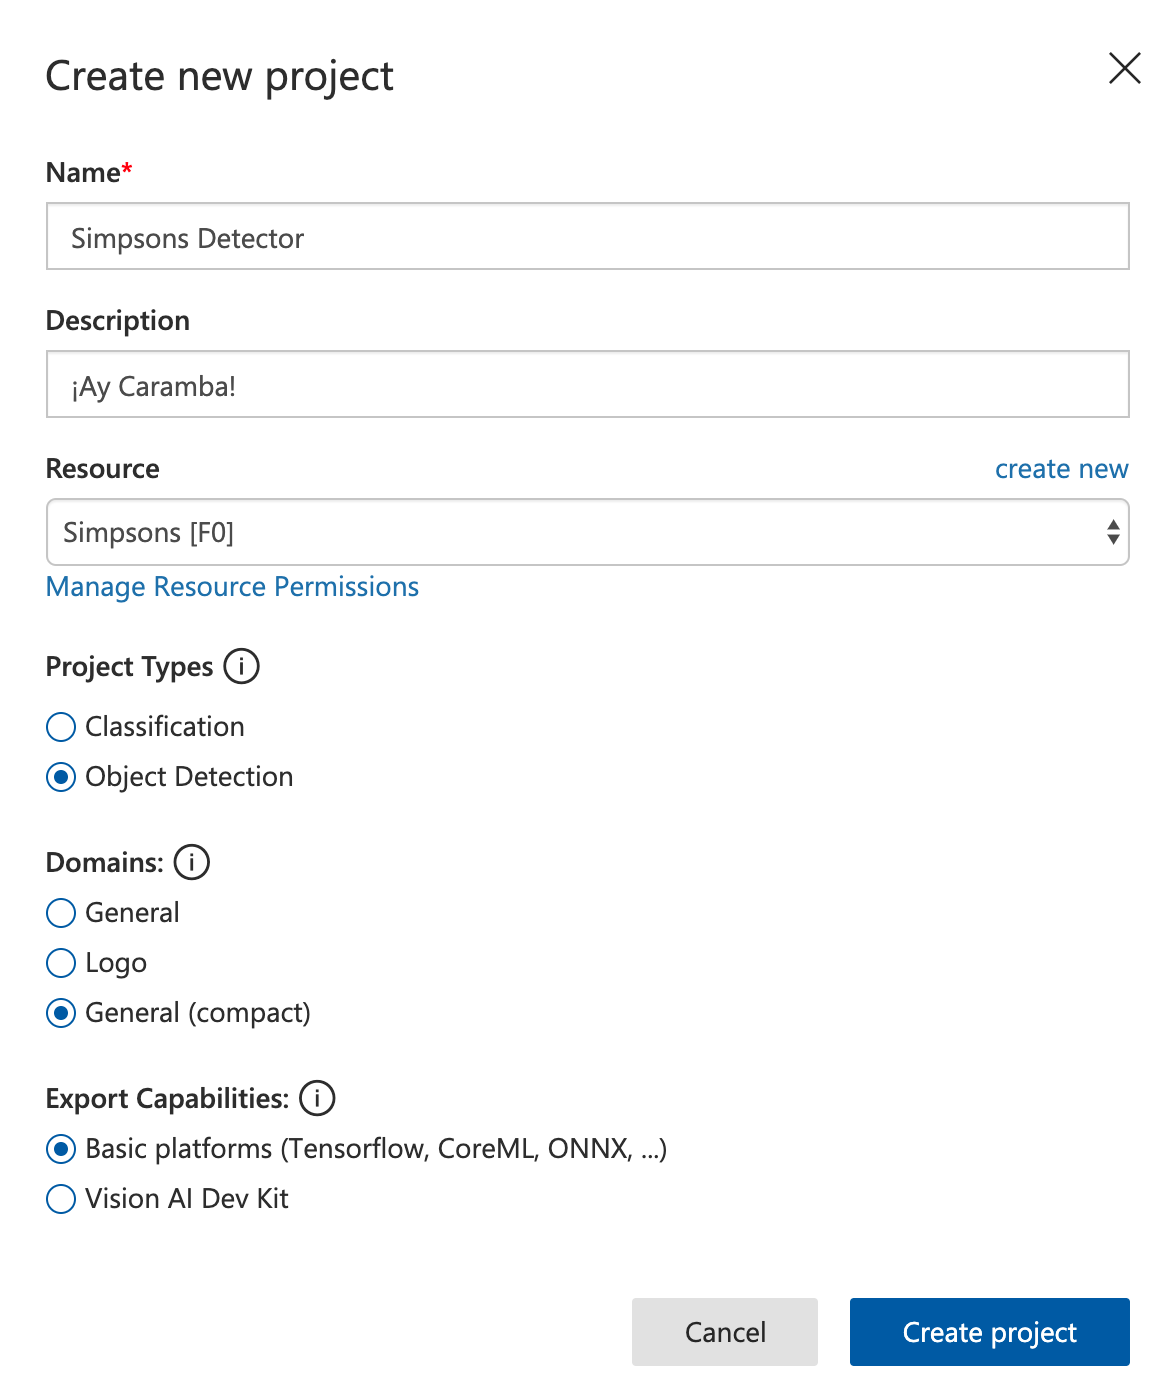 Create new project
Name*
Simpsons Detector
Description
¡Ay Caramba!
Resource
create new
Simpsons [F0]
Manage Resource Permissions
Project Types
Classification
Object Detection
Domains:
General
Logo
General (compact)
Export Capabilities:
Basic platforms (Tensorflow, CoreML, ONNX, ...)
Vision AI Dev Kit
Cancel
Create project